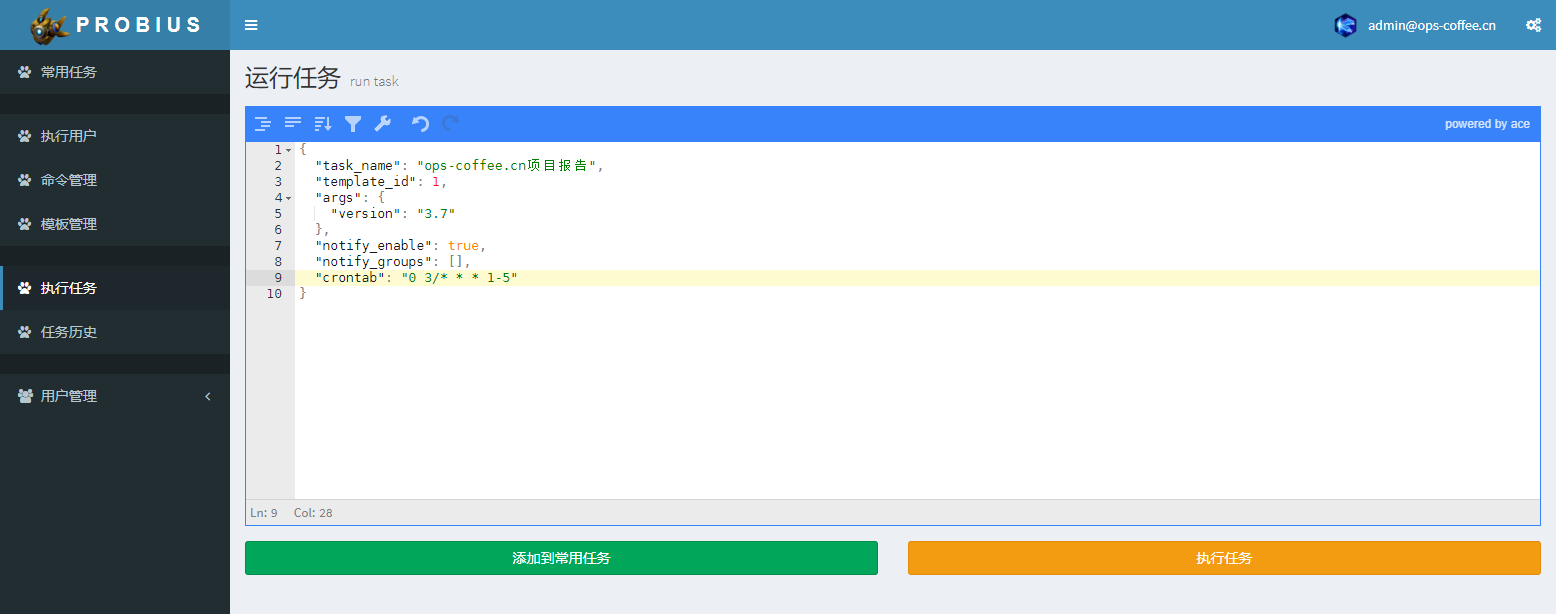 PROBIUS
admin@ops-coffee.cn
常用任务
执行用户
命令管理
模板管理
执行任务
任务历史
用户管理
运行任务 run task
powered by ace
1 {
2 "task_name": "ops-coffee.cn项目报告",
3 "template_id": 1,
4 "args": {
5 "version": "3.7"
6 },
7 "notify_enable": true,
8 "notify_groups": [],
9 "crontab": "0 3/* * * 1-5"
10 }
Ln: 9 Col: 28
添加到常用任务
执行任务